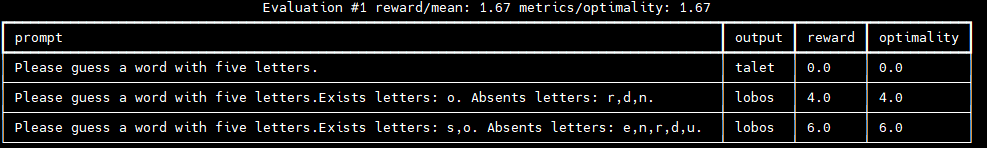 Evaluation #1 reward/mean: 1.67 metrics/optimality: 1.67
prompt output reward optimality
Please guess a word with five letters. talet 0.0 0.0
Please guess a word with five letters.Exists letters: o. Absents letters: r,d,n. lobos 4.0 4.0
Please guess a word with five letters.Exists letters: s,o. Absents letters: e,n,r,d,u. lobos 6.0 6.0